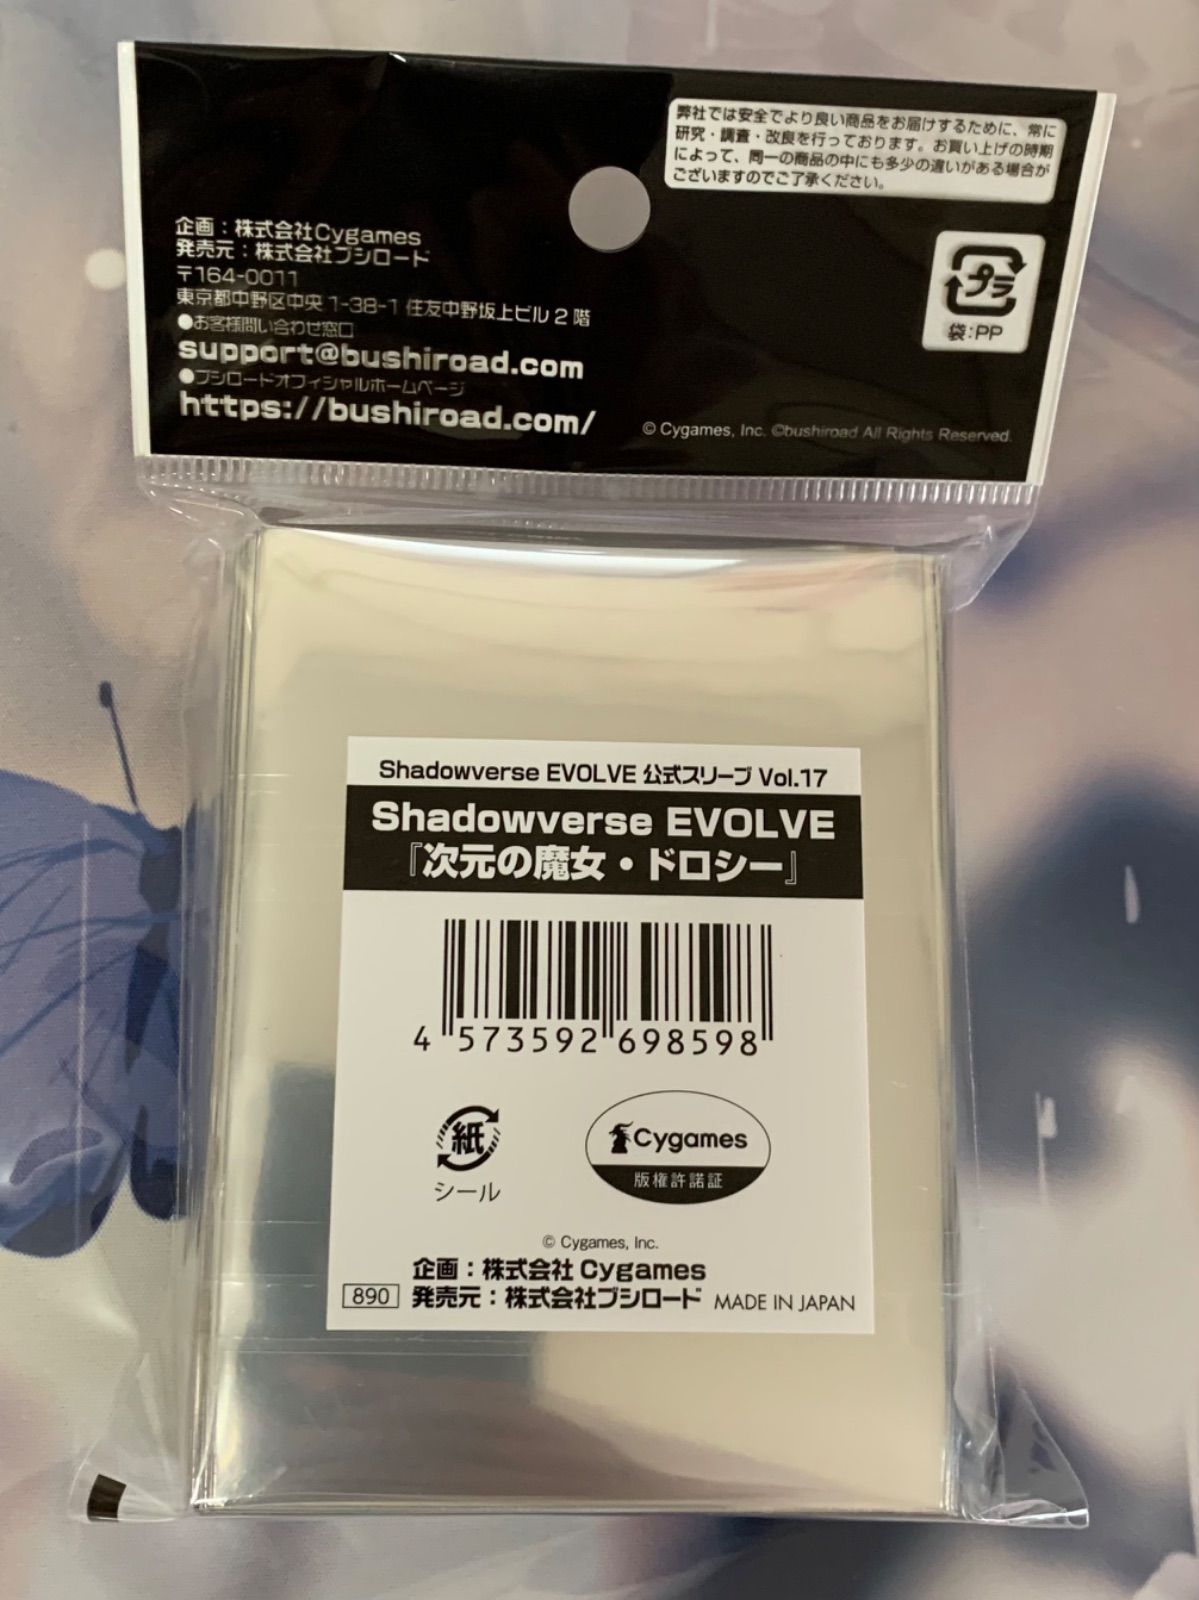 弊社では安全でより良い商品をお届けするために、常に
研究・調査・改良を行っております。お買い上げの時期
によって、同一の商品の中にも多少の違いがある場合が
ございますのでご了承ください。
企画：株式会社Cygames
発売元：株式会社ブシロード
〒164-0011
東京都中野区中央1-38-1 住友中野坂上ビル2階
●お客様問い合わせ窓口
support@bushiroad.com
●ブシロードオフィシャルホームページ
https://bushiroad.com/
プラ
袋:PP
© Cygames, Inc. ©bushiroad All Rights Reserved.
Shadowverse EVOLVE 公式スリーブ Vol.17
Shadowverse EVOLVE
『次元の魔女・ドロシー』
4 573592 698598
紙
シール
Cygames
版権許諾証
© Cygames, Inc.
企画：株式会社Cygames
890 発売元：株式会社ブシロード MADE IN JAPAN